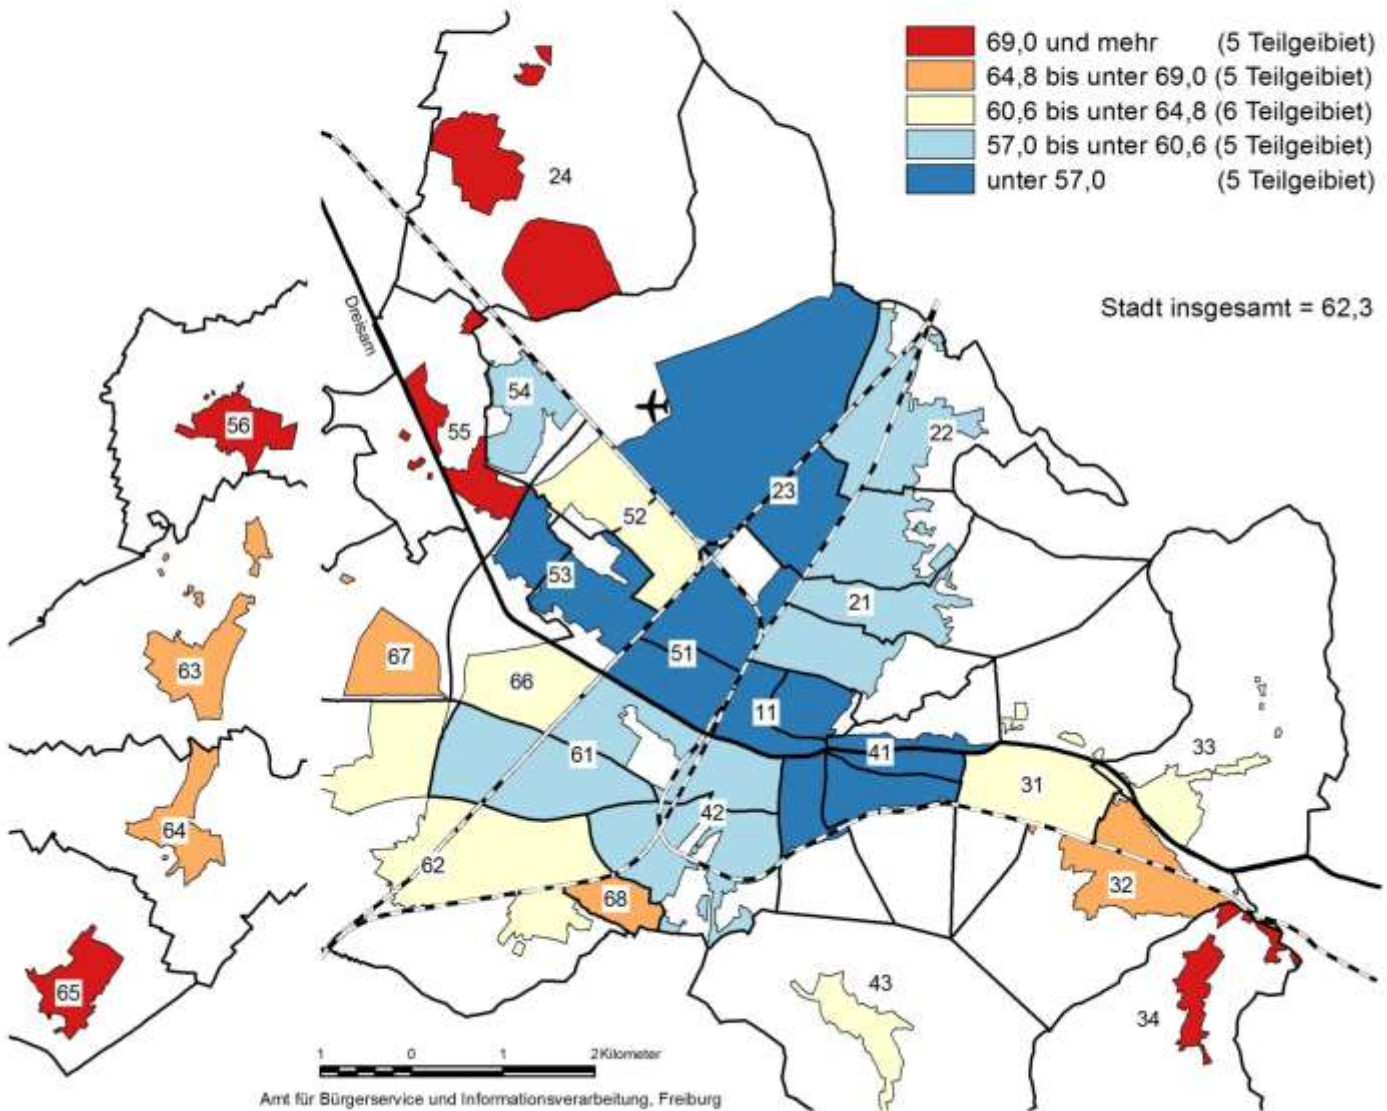 69,0 und mehr (5 Teilgeibiet)
64,8 bis unter 69,0 (5 Teilgeibiet)
60,6 bis unter 64,8 (6 Teilgeibiet)
57,0 bis unter 60,6 (5 Teilgeibiet)
unter 57,0 (5 Teilgeibiet)
24
Stadt insgesamt = 62,3
Dreisam
54
56
55
22
23
52
53
21
51
63
67
66
11
33
61
41
31
42
64
62
32
68
43
65
34
1 0 1 2Kilometer
Amt für Bürgerservice und Informationsverarbeitung, Freiburg